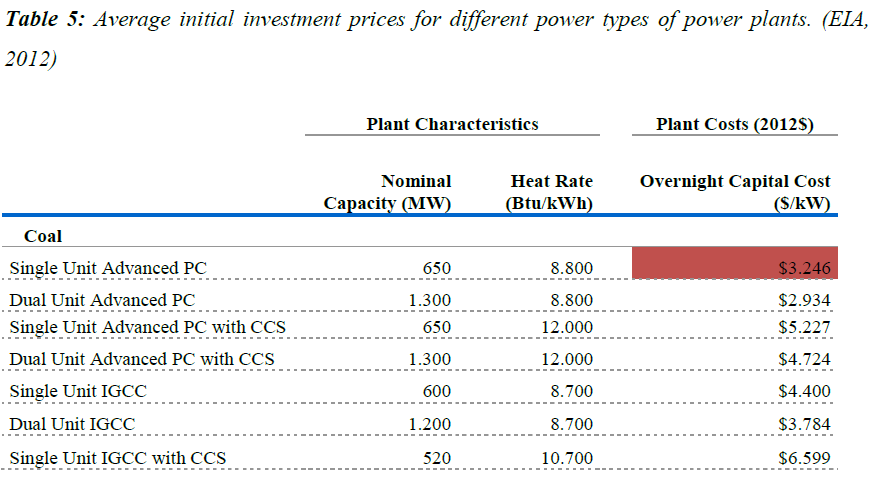 Table 5: Average initial investment prices for different power types of power plants. (EIA,
2012)
Plant Characteristics Plant Costs (2012$)
Nominal Heat Rate Overnight Capital Cost
Capacity (MW) (Btu/kWh) ($/kW)
Coal
Single Unit Advanced PC 650 8.800 $3.246
Dual Unit Advanced PC 1.300 8.800 $2.934
Single Unit Advanced PC with CCS 650 12.000 $5.227
Dual Unit Advanced PC with CCS 1.300 12.000 $4.724
Single Unit IGCC 600 8.700 $4.400
Dual Unit IGCC 1.200 8.700 $3.784
Single Unit IGCC with CCS 520 10.700 $6.599